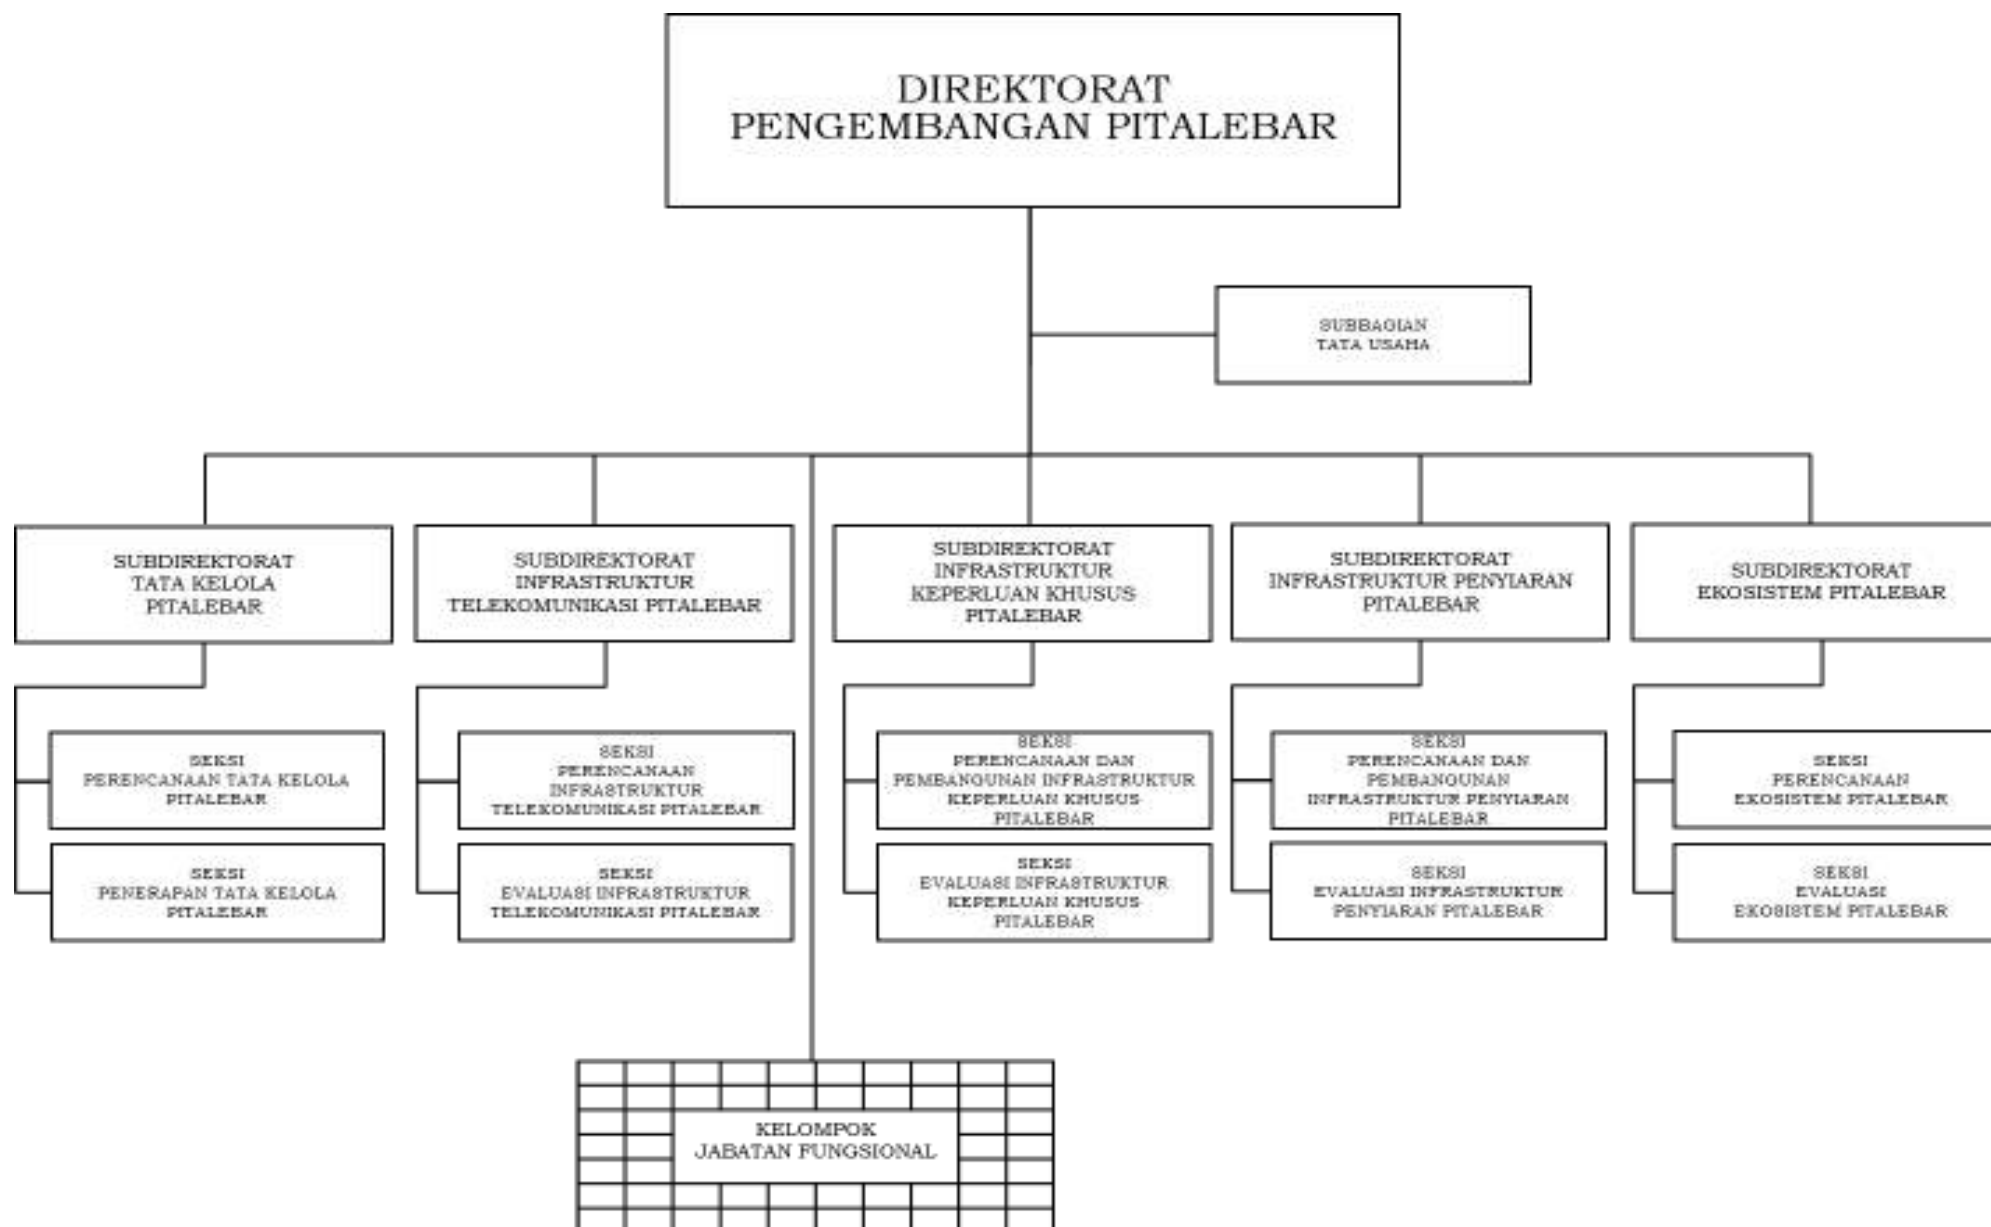 DIREKTORAT
PENGEMBANGAN PITALEBAR
SUBBAGIAN
TATA USAHA
SUBDIREKTORAT
TATA KELOLA
PITALEBAR
SUBDIREKTORAT
INFRASTRUKTUR
TELEKOMUNIKASI PITALEBAR
SUBDIREKTORAT
INFRASTRUKTUR
KEPERLUAN KHUSUS
PITALEBAR
SUBDIREKTORAT
INFRASTRUKTUR PENYIARAN
PITALEBAR
SUBDIREKTORAT
EKOSISTEM PITALEBAR
SEKSI
PERENCANAAN TATA KELOLA
PITALEBAR
SEKSI
PERENCANAAN
INFRASTRUKTUR
TELEKOMUNIKASI PITALEBAR
SEKSI
PERENCANAAN DAN
PEMBANGUNAN INFRASTRUKTUR
KEPERLUAN KHUSUS
PITALEBAR
SEKSI
PERENCANAAN DAN
PEMBANGUNAN
INFRASTRUKTUR PENYIARAN
PITALEBAR
SEKSI
PERENCANAAN
EKOSISTEM PITALEBAR
SEKSI
PENERAPAN TATA KELOLA
PITALEBAR
SEKSI
EVALUASI INFRASTRUKTUR
TELEKOMUNIKASI PITALEBAR
SEKSI
EVALUASI INFRASTRUKTUR
KEPERLUAN KHUSUS
PITALEBAR
SEKSI
EVALUASI INFRASTRUKTUR
PENYIARAN PITALEBAR
SEKSI
EVALUASI
EKOSISTEM PITALEBAR
KELOMPOK
JABATAN FUNGSIONAL